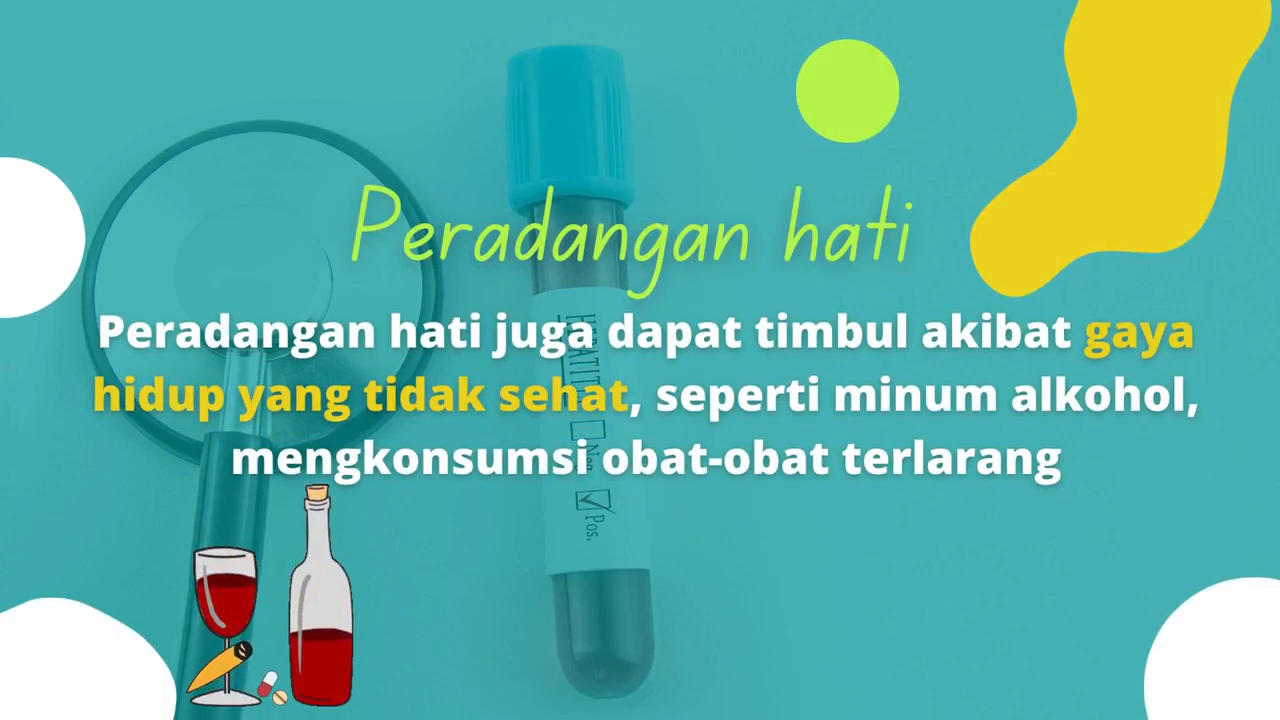 Peradangan hati
Peradangan hati juga dapat timbul akibat gaya
hidup yang tidak sehat, seperti minum alkohol,
mengkonsumsi obat-obat terlarang
Pos.